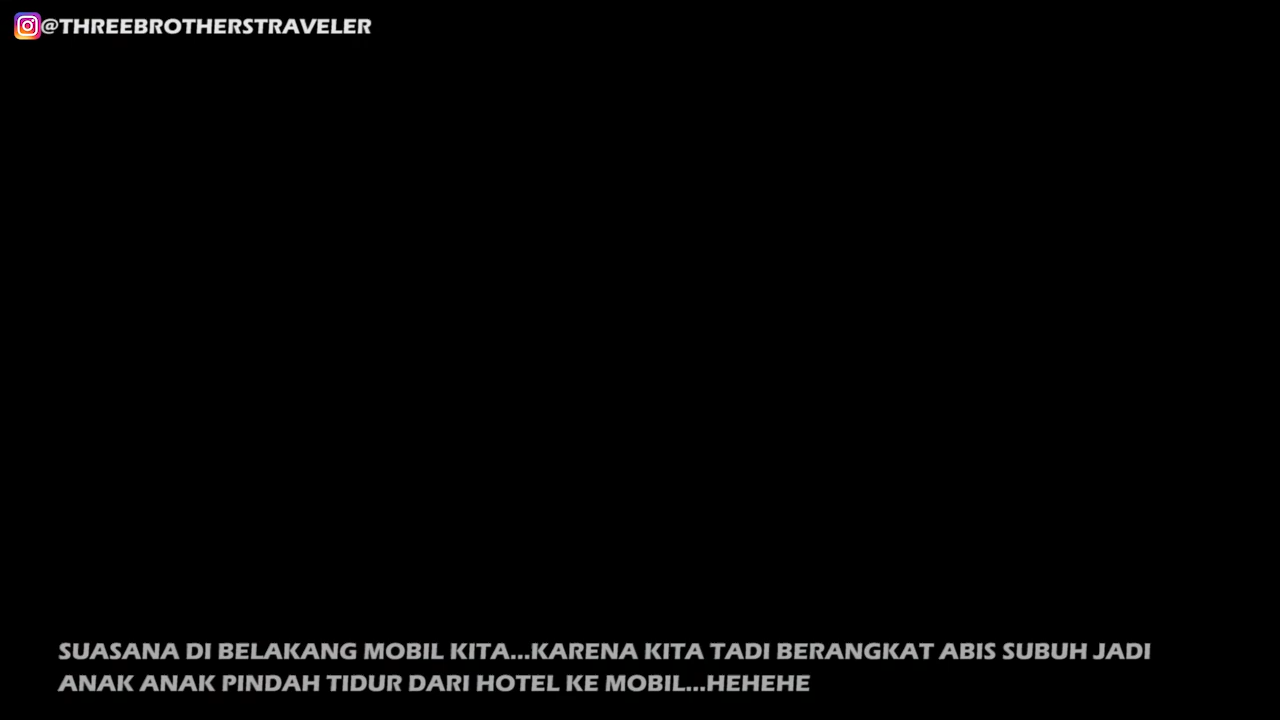 @THREEBROTHERSTRAVELER
SUASANA DI BELAKANG MOBIL KITA...KARENA KITA TADI BERANGKAT ABIS SUBUH JADI
ANAK ANAK PINDAH TIDUR DARI HOTEL KE MOBIL...HEHEHE